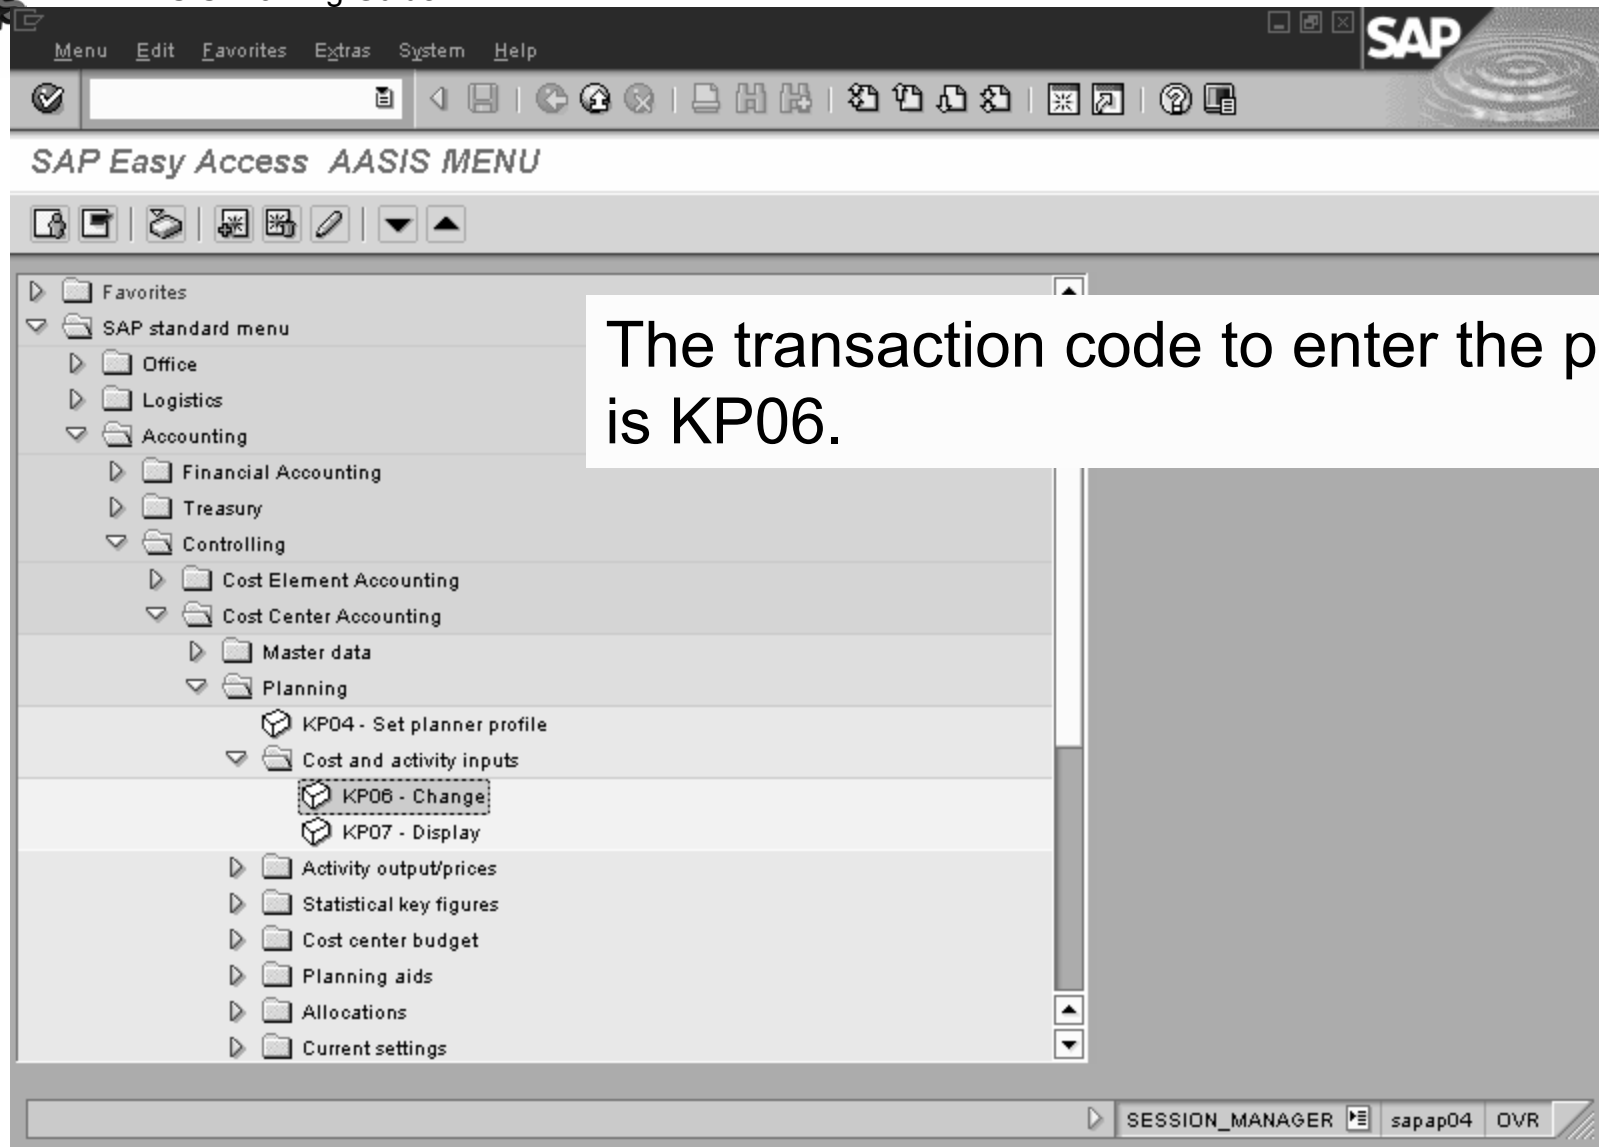 Menu Edit Favorites Extras System Help
SAP
SAP Easy Access AASIS MENU
Favorites
SAP standard menu
The transaction code to enter the p
is KP06.
Office
Logistics
Accounting
Financial Accounting
Treasury
Controlling
Cost Element Accounting
Cost Center Accounting
Master data
Planning
KP04 - Set planner profile
Cost and activity inputs
KP06 - Change
KP07 - Display
Activity output/prices
Statistical key figures
Cost center budget
Planning aids
Allocations
Current settings
SESSION_MANAGER sapap04 OVR